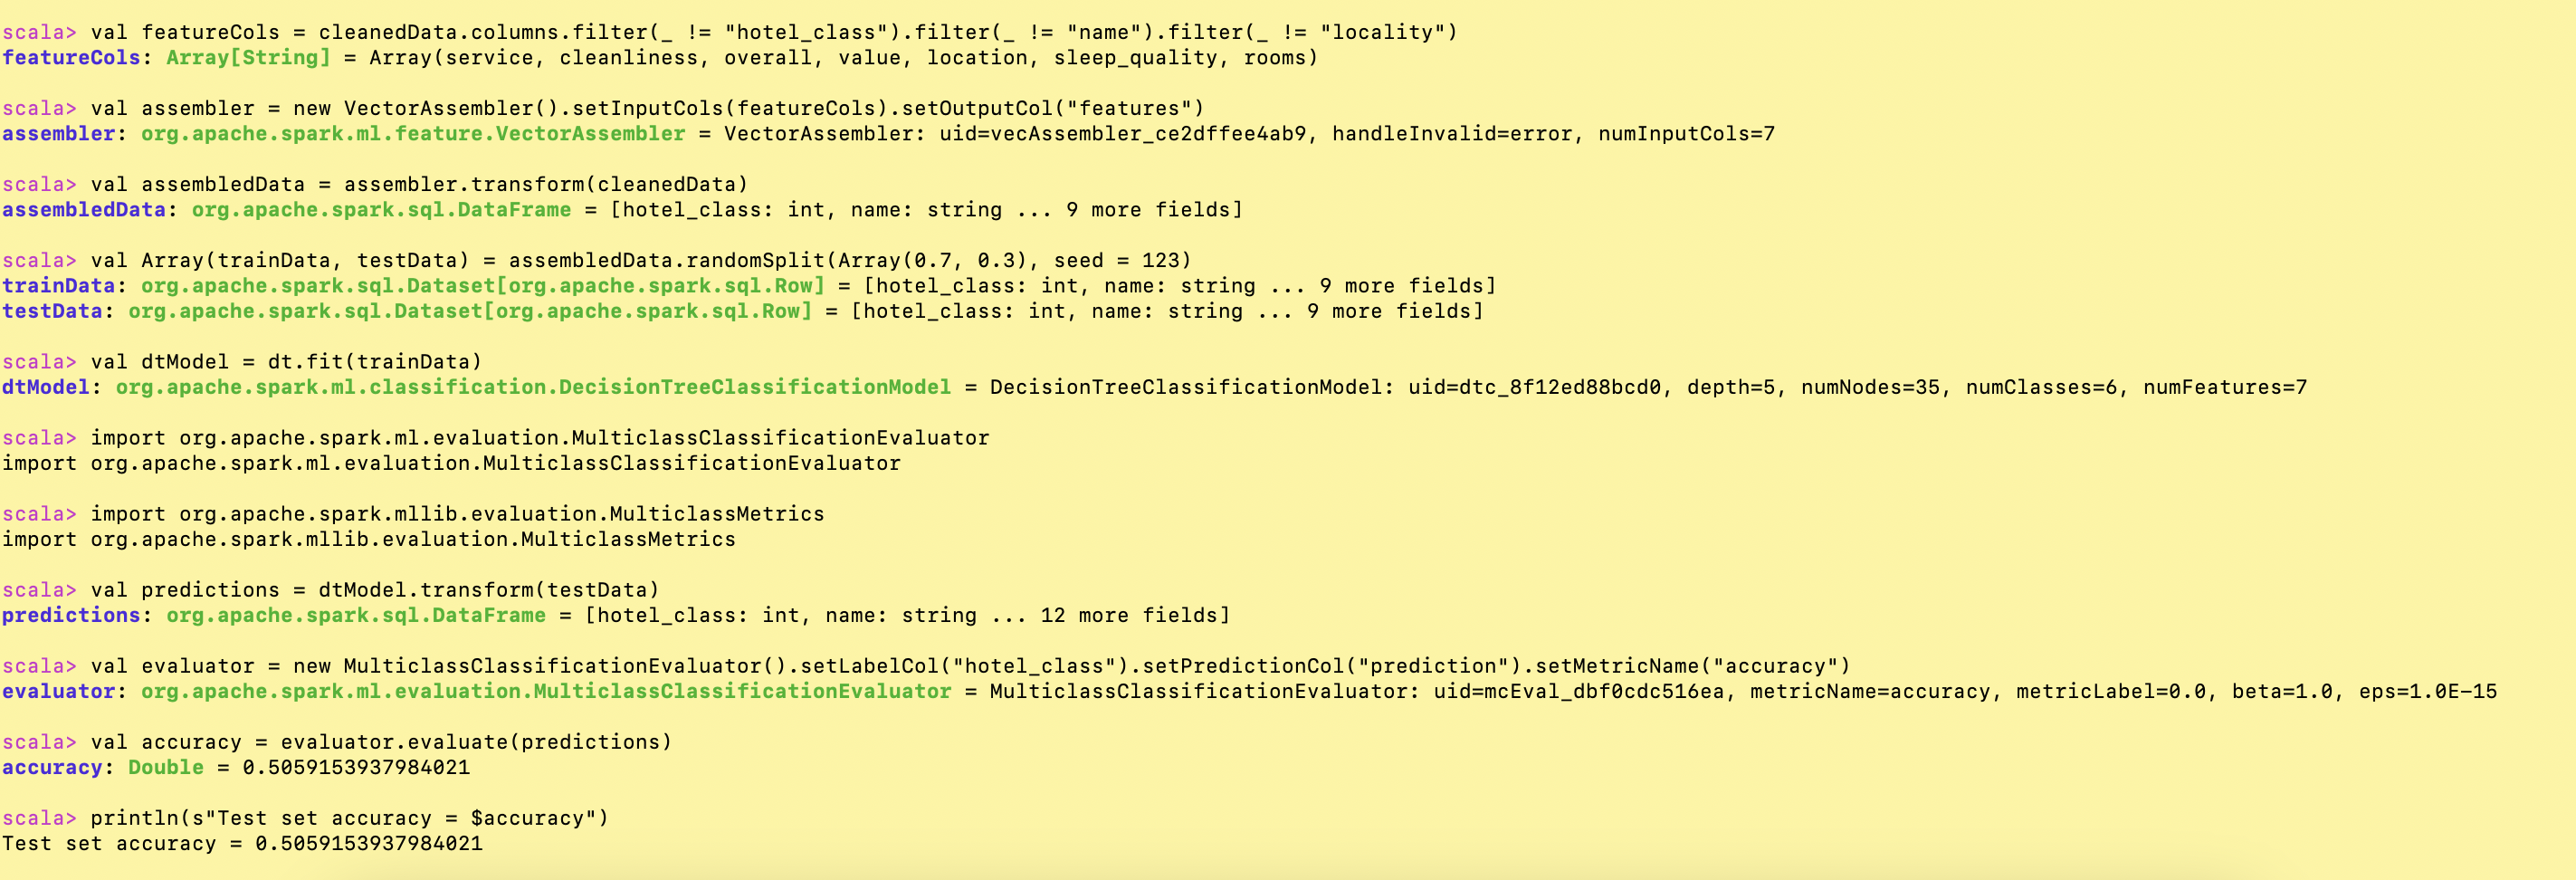 scala> val featureCols = cleanedData.columns.filter(_ != "hotel_class").filter(_ != "name").filter(_ != "locality")
featureCols: Array[String] = Array(service, cleanliness, overall, value, location, sleep_quality, rooms)
scala> val assembler = new VectorAssembler().setInputCols(featureCols).setOutputCol("features")
assembler: org.apache.spark.ml.feature.VectorAssembler = VectorAssembler: uid=vecAssembler_ce2dffee4ab9, handleInvalid=error, numInputCols=7
scala> val assembledData = assembler.transform(cleanedData)
assembledData: org.apache.spark.sql.DataFrame = [hotel_class: int, name: string ... 9 more fields]
scala> val Array(trainData, testData) = assembledData.randomSplit(Array(0.7, 0.3), seed = 123)
trainData: org.apache.spark.sql.Dataset[org.apache.spark.sql.Row] = [hotel_class: int, name: string ... 9 more fields]
testData: org.apache.spark.sql.Dataset[org.apache.spark.sql.Row] = [hotel_class: int, name: string ... 9 more fields]
scala> val dtModel = dt.fit(trainData)
dtModel: org.apache.spark.ml.classification.DecisionTreeClassificationModel = DecisionTreeClassificationModel: uid=dtc_8f12ed88bcd0, depth=5, numNodes=35, numClasses=6, numFeatures=7
scala> import org.apache.spark.ml.evaluation.MulticlassClassificationEvaluator
import org.apache.spark.ml.evaluation.MulticlassClassificationEvaluator
scala> import org.apache.spark.mllib.evaluation.MulticlassMetrics
import org.apache.spark.mllib.evaluation.MulticlassMetrics
scala> val predictions = dtModel.transform(testData)
predictions: org.apache.spark.sql.DataFrame = [hotel_class: int, name: string ... 12 more fields]
scala> val evaluator = new MulticlassClassificationEvaluator().setLabelCol("hotel_class").setPredictionCol("prediction").setMetricName("accuracy")
evaluator: org.apache.spark.ml.evaluation.MulticlassClassificationEvaluator = MulticlassClassificationEvaluator: uid=mcEval_dbf0cdc516ea, metricName=accuracy, metricLabel=0.0, beta=1.0, eps=1.0E-15
scala> val accuracy = evaluator.evaluate(predictions)
accuracy: Double = 0.5059153937984021
scala> println(s"Test set accuracy = $accuracy")
Test set accuracy = 0.5059153937984021